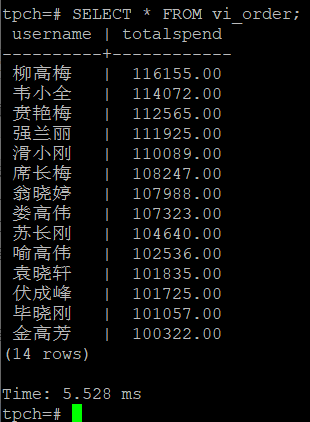 tpch=# SELECT * FROM vi_order;
username | totalspend
----------+------------
柳高梅 | 116155.00
韦小全 | 114072.00
贲艳梅 | 112565.00
强兰丽 | 111925.00
滑小刚 | 110089.00
席长梅 | 108247.00
翁晓婷 | 107988.00
娄高伟 | 107323.00
苏长刚 | 104640.00
喻高伟 | 102536.00
袁晓轩 | 101835.00
伏成峰 | 101725.00
毕晓刚 | 101057.00
金高芳 | 100322.00
(14 rows)
Time: 5.528 ms
tpch=#